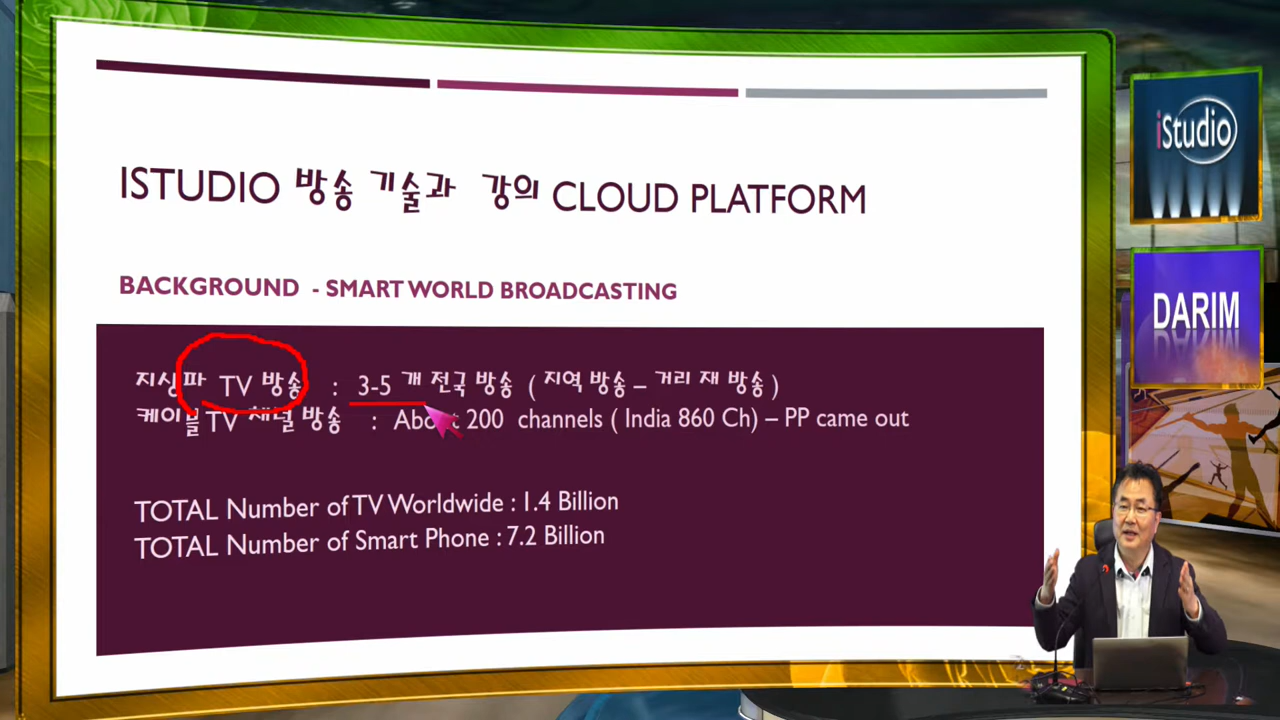 ISTUDIO 방송 기술과 강의 CLOUD PLATFORM
BACKGROUND - SMART WORLD BROADCASTING
지상파 TV 방송 : 3-5 개 전국 방송 ( 지역 방송 – 거리 재 방송 )
케이블 TV 채널 방송 : About 200 channels ( India 860 Ch) – PP came out
TOTAL Number of TV Worldwide : 1.4 Billion
TOTAL Number of Smart Phone : 7.2 Billion
iStudio
DARIM